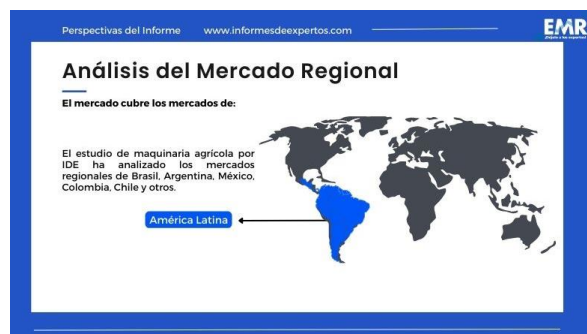 Perspectivas del Informe www.informesdeexpertos.com
EMR
Análisis del Mercado Regional
El mercado cubre los mercados de:
El estudio de maquinaria agrícola por
IDE ha analizado los mercados
regionales de Brasil, Argentina, México,
Colombia, Chile y otros.
América Latina